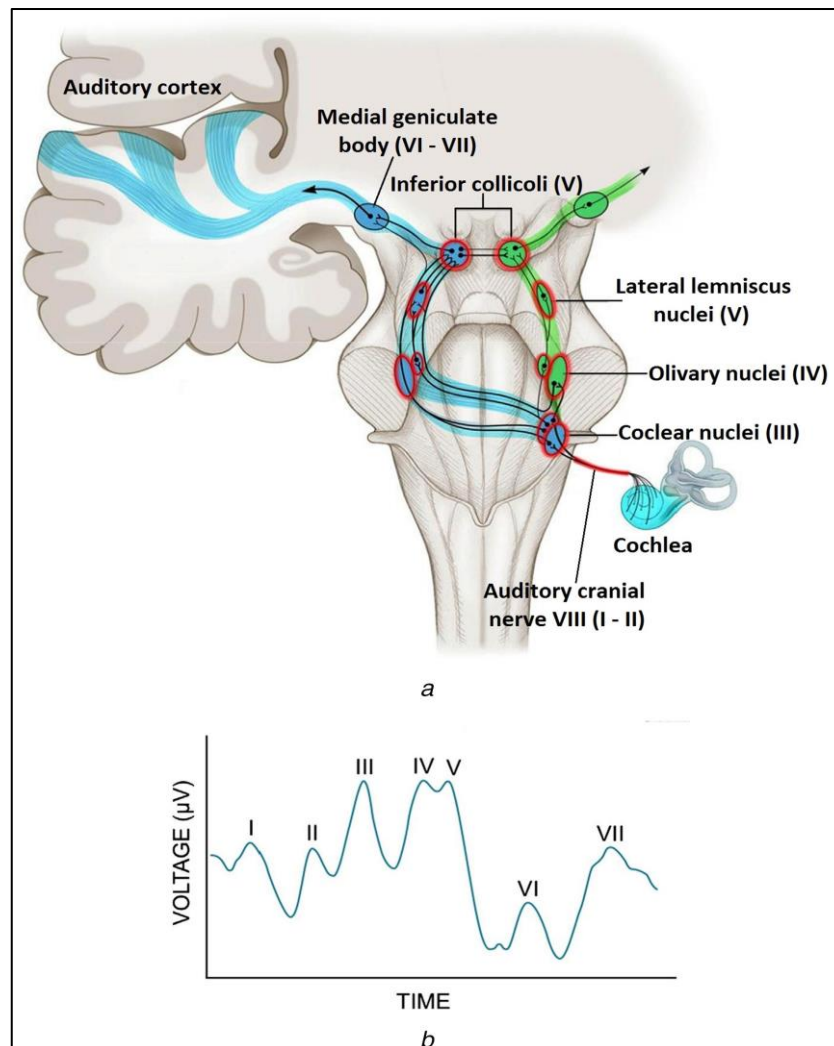 Auditory cortex
Medial geniculate
body (VI - VII)
Inferior collicoli (V)
Lateral lemniscus
nuclei (V)
Olivary nuclei (IV)
Coclear nuclei (III)
Cochlea
Auditory cranial
nerve VIII (I - II)
a
VOLTAGE (μV)
I
II
III
IV
V
VI
VII
TIME
b